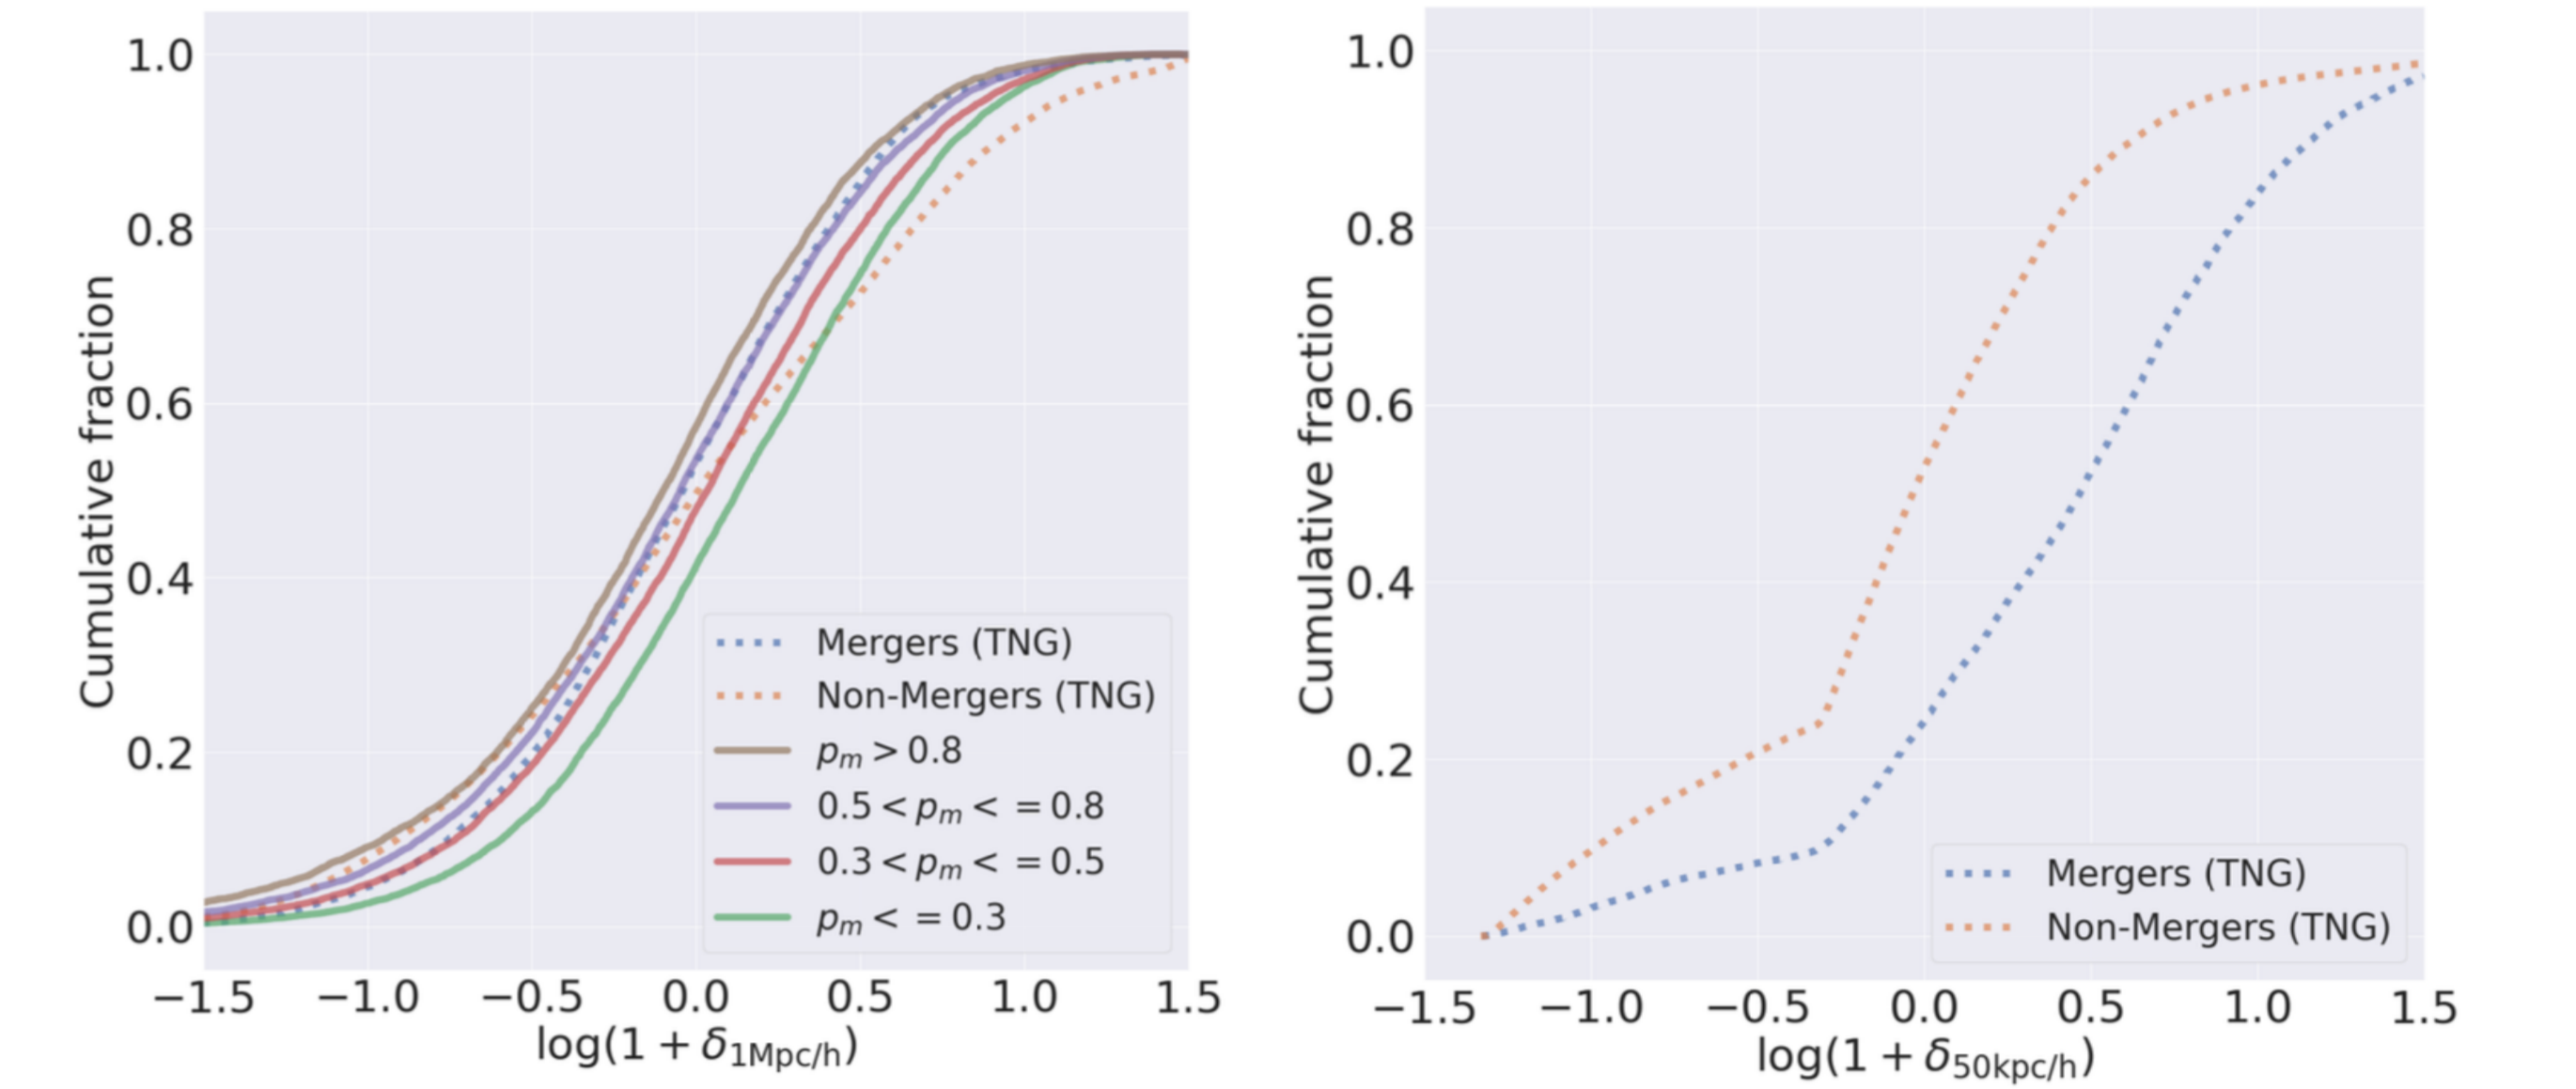 Cumulative fraction
1.0
0.8
0.6
0.4
0.2
0.0
−1.5 −1.0 −0.5 0.0 0.5 1.0 1.5
log(1 + δ1Mpc/h)
Mergers (TNG)
Non-Mergers (TNG)
pm > 0.8
0.5 < pm <= 0.8
0.3 < pm <= 0.5
pm <= 0.3
Cumulative fraction
1.0
0.8
0.6
0.4
0.2
0.0
−1.5 −1.0 −0.5 0.0 0.5 1.0 1.5
log(1 + δ50kpc/h)
Mergers (TNG)
Non-Mergers (TNG)